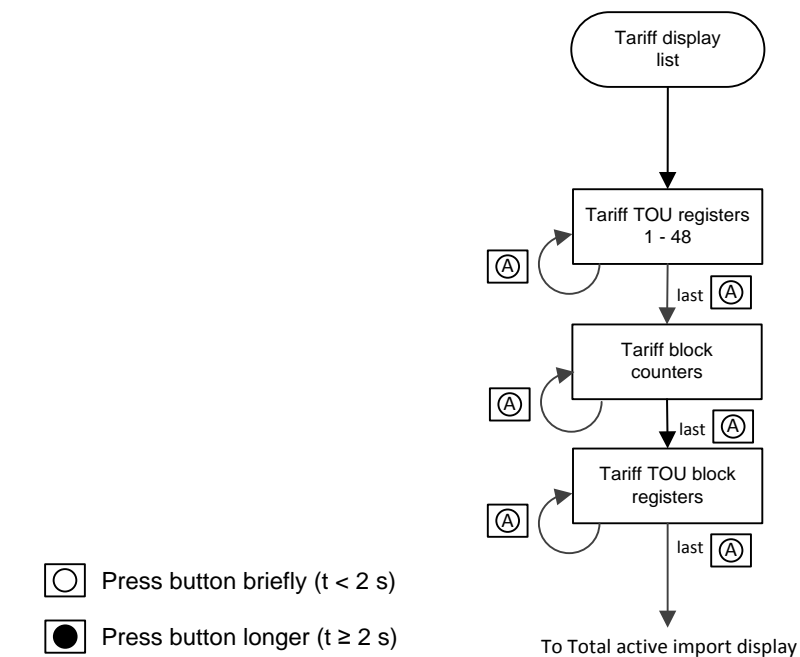 Tariff display
list
Tariff TOU registers
1 - 48
A
last A
Tariff block
counters
A
last A
Tariff TOU block
registers
A
last A
Press button briefly (t < 2 s)
Press button longer (t ≥ 2 s)
To Total active import display